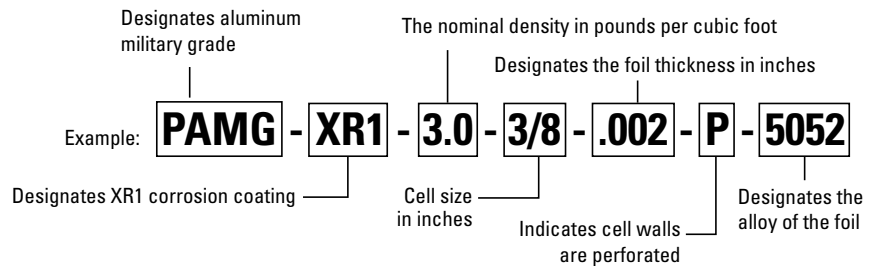 Designates aluminum
military grade
The nominal density in pounds per cubic foot
Designates the foil thickness in inches
Example: PAMG - XR1 - 3.0 - 3/8 - .002 - P - 5052
Designates XR1 corrosion coating
Cell size
in inches
Indicates cell walls
are perforated
Designates the
alloy of the foil